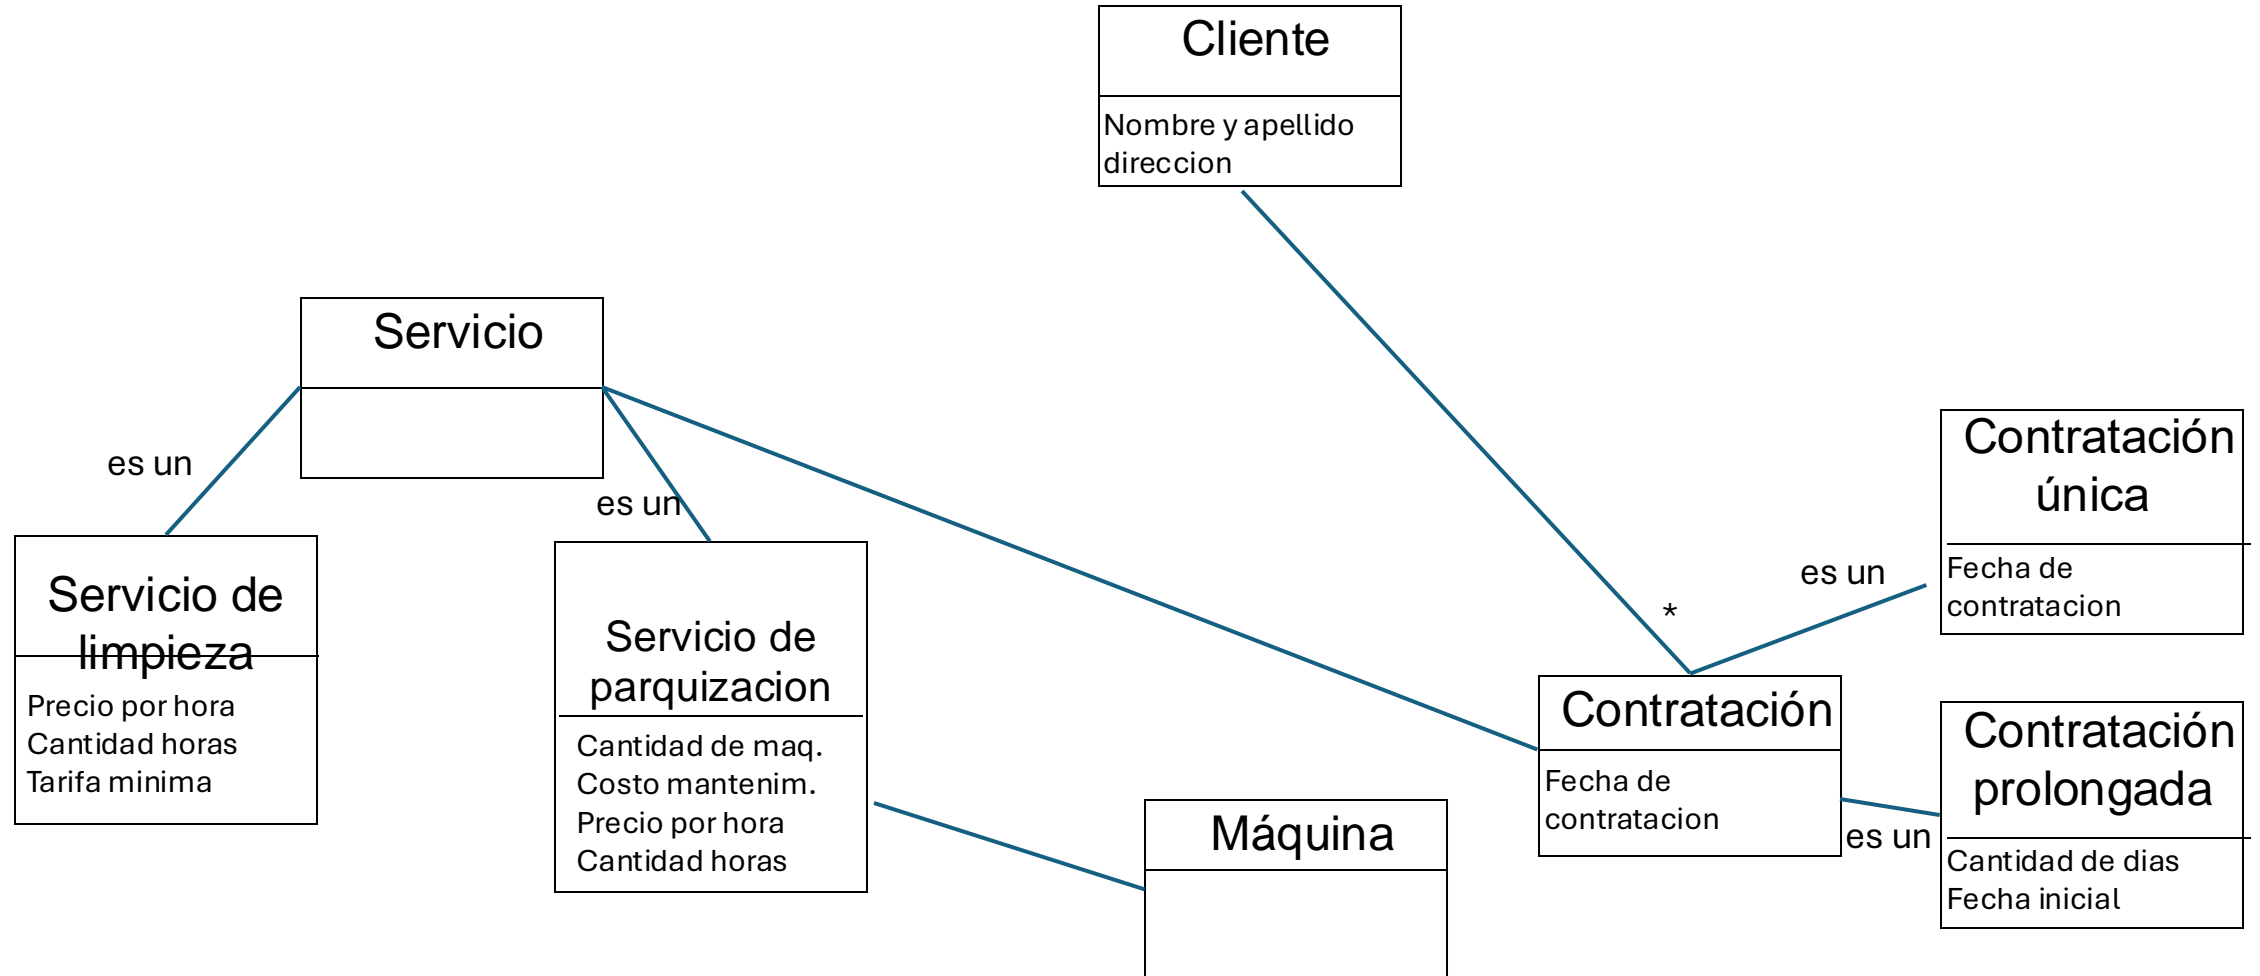 Cliente
Nombre y apellido
direccion
Servicio
es un
es un
Servicio de
limpieza
Precio por hora
Cantidad horas
Tarifa minima
Servicio de
parquizacion
Cantidad de maq.
Costo mantenim.
Precio por hora
Cantidad horas
Máquina
*
Contratación
Fecha de
contratacion
es un
Contratación
única
Fecha de
contratacion
es un
Contratación
prolongada
Cantidad de dias
Fecha inicial